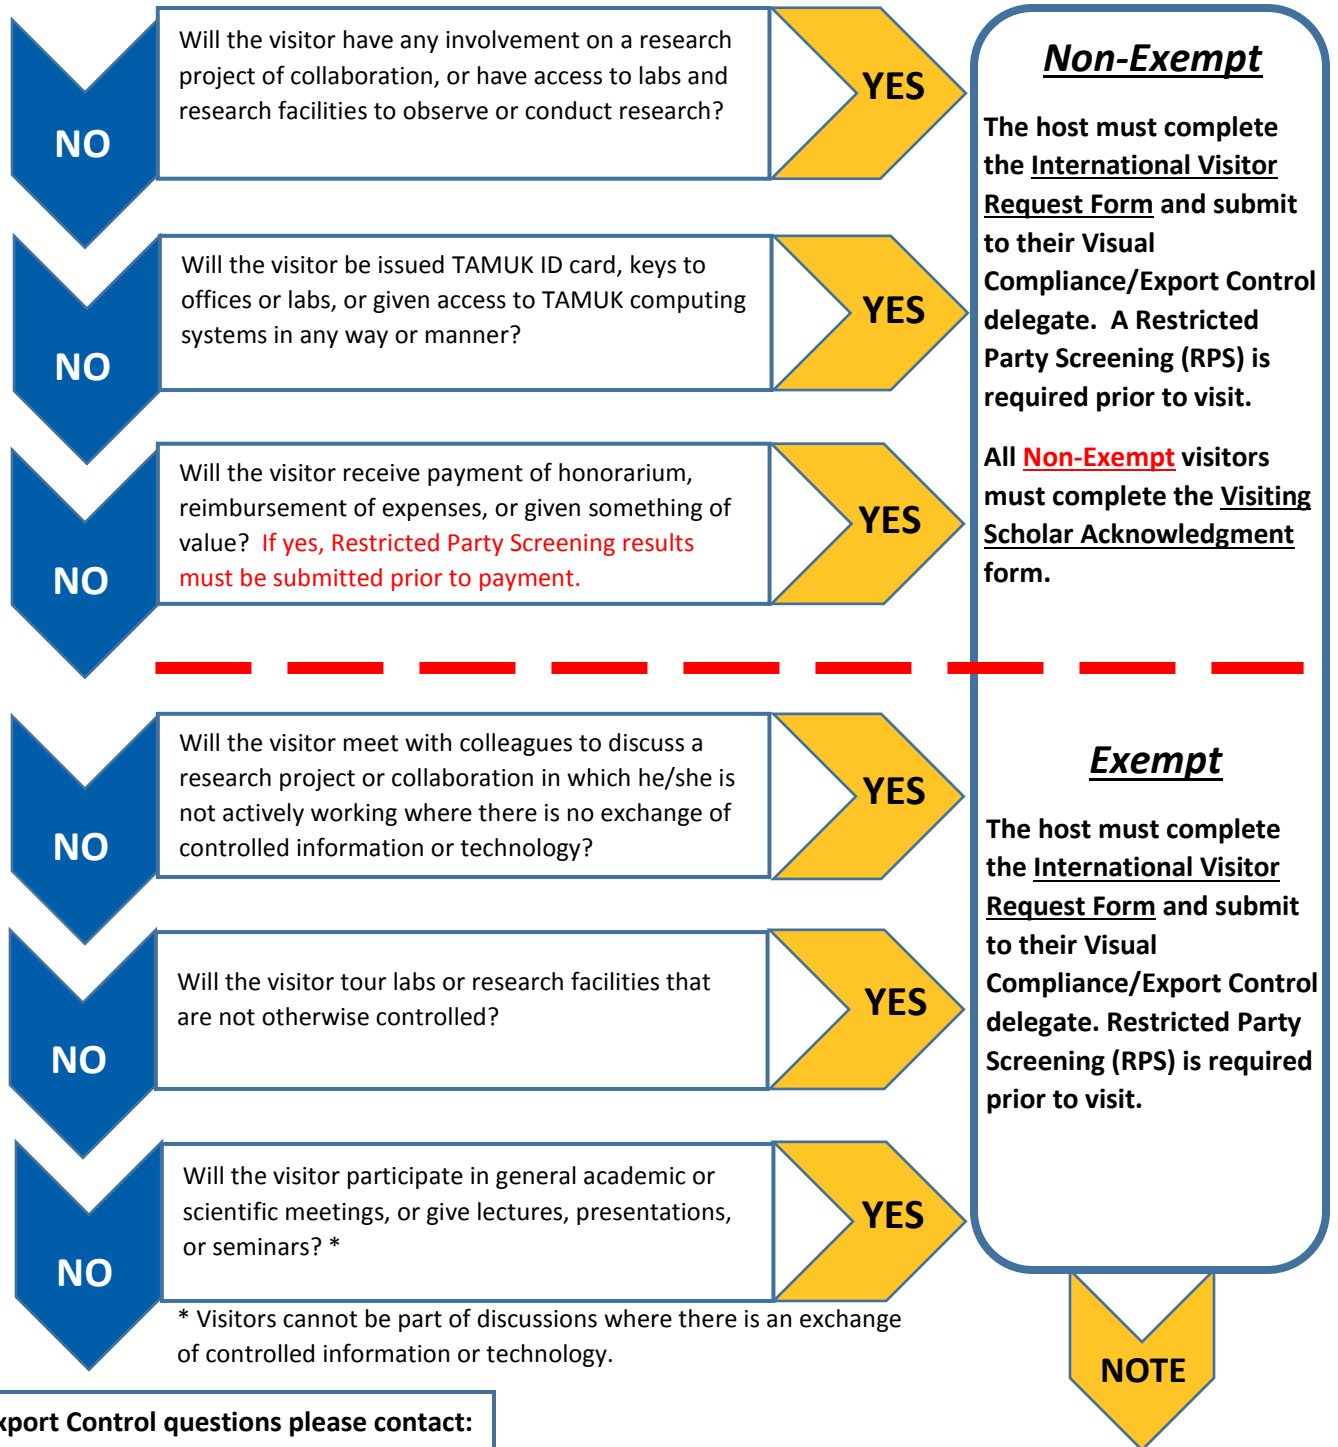 Will the visitor have any involvement on a research
project of collaboration, or have access to labs and
research facilities to observe or conduct research?
NO
YES
Will the visitor be issued TAMUK ID card, keys to
offices or labs, or given access to TAMUK computing
systems in any way or manner?
NO
YES
Will the visitor receive payment of honorarium,
reimbursement of expenses, or given something of
value? If yes, Restricted Party Screening results
must be submitted prior to payment.
NO
YES
Non-Exempt
The host must complete
the International Visitor
Request Form and submit
to their Visual
Compliance/Export Control
delegate. A Restricted
Party Screening (RPS) is
required prior to visit.
All Non-Exempt visitors
must complete the Visiting
Scholar Acknowledgment
form.
Will the visitor meet with colleagues to discuss a
research project or collaboration in which he/she is
not actively working where there is no exchange of
controlled information or technology?
NO
YES
Will the visitor tour labs or research facilities that
are not otherwise controlled?
NO
YES
Will the visitor participate in general academic or
scientific meetings, or give lectures, presentations,
or seminars? *
NO
YES
* Visitors cannot be part of discussions where there is an exchange
of controlled information or technology.
Exempt
The host must complete
the International Visitor
Request Form and submit
to their Visual
Compliance/Export Control
delegate. Restricted Party
Screening (RPS) is required
prior to visit.
NOTE
Control questions please contact: